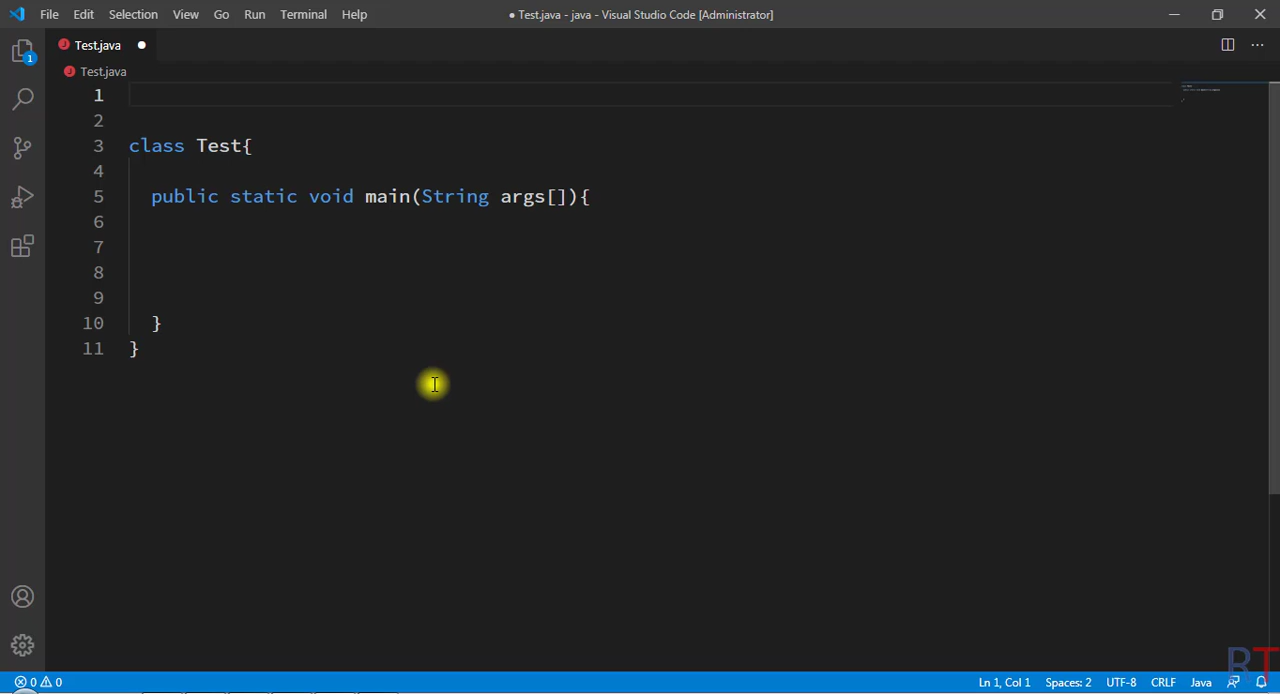 File Edit Selection View Go Run Terminal Help
● Test.java - java - Visual Studio Code [Administrator]
1
J Test.java ●
J Test.java
1
2
3 class Test{
4
5 public static void main(String args[]){
6
7
8
9
10 }
11 }
RT
0 0
Ln 1, Col 1 Spaces: 2 UTF-8 CRLF Java